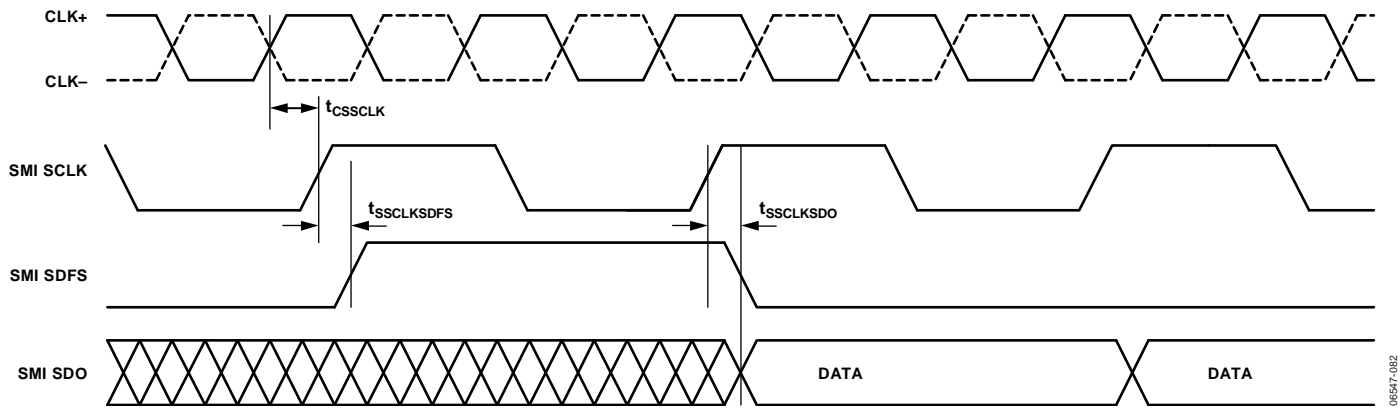 CLK+
CLK–
tCSSCLK
SMI SCLK
tSSCLKSDFS
tSSCLKSDO
SMI SDFS
SMI SDO
DATA
DATA
06547-082